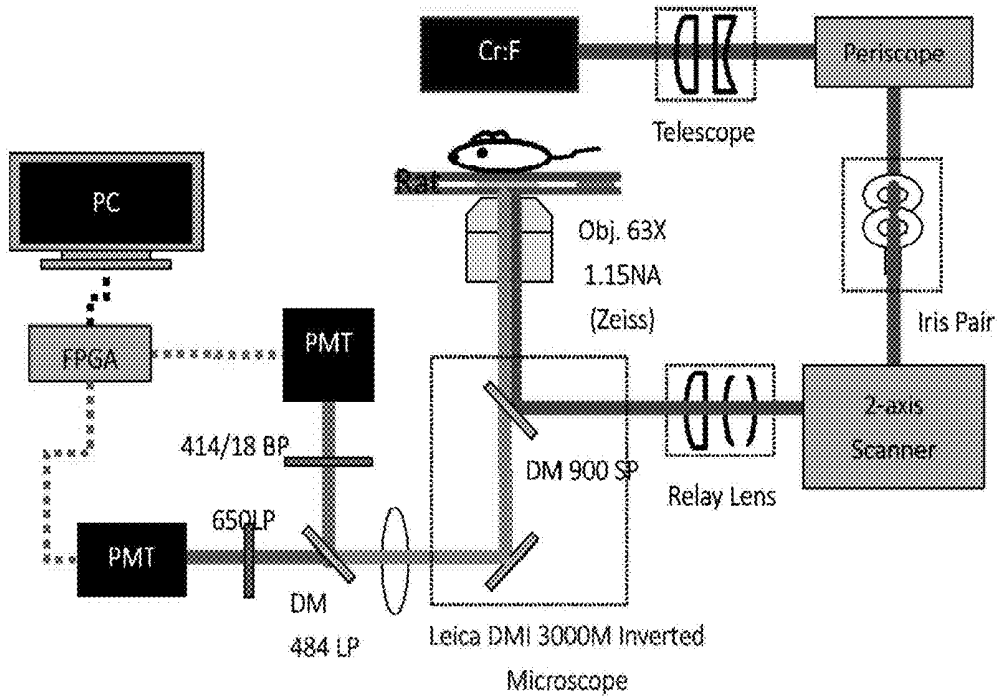 Cr:F
Periscope
Telescope
Rat
PC
Obj. 63X
1.15NA
(Zeiss)
Iris Pair
FPGA
PMT
2-axis
Scanner
414/18 BP
DM 900 SP
Relay Lens
650LP
PMT
DM
484 LP
Leica DMI 3000M Inverted
Microscope